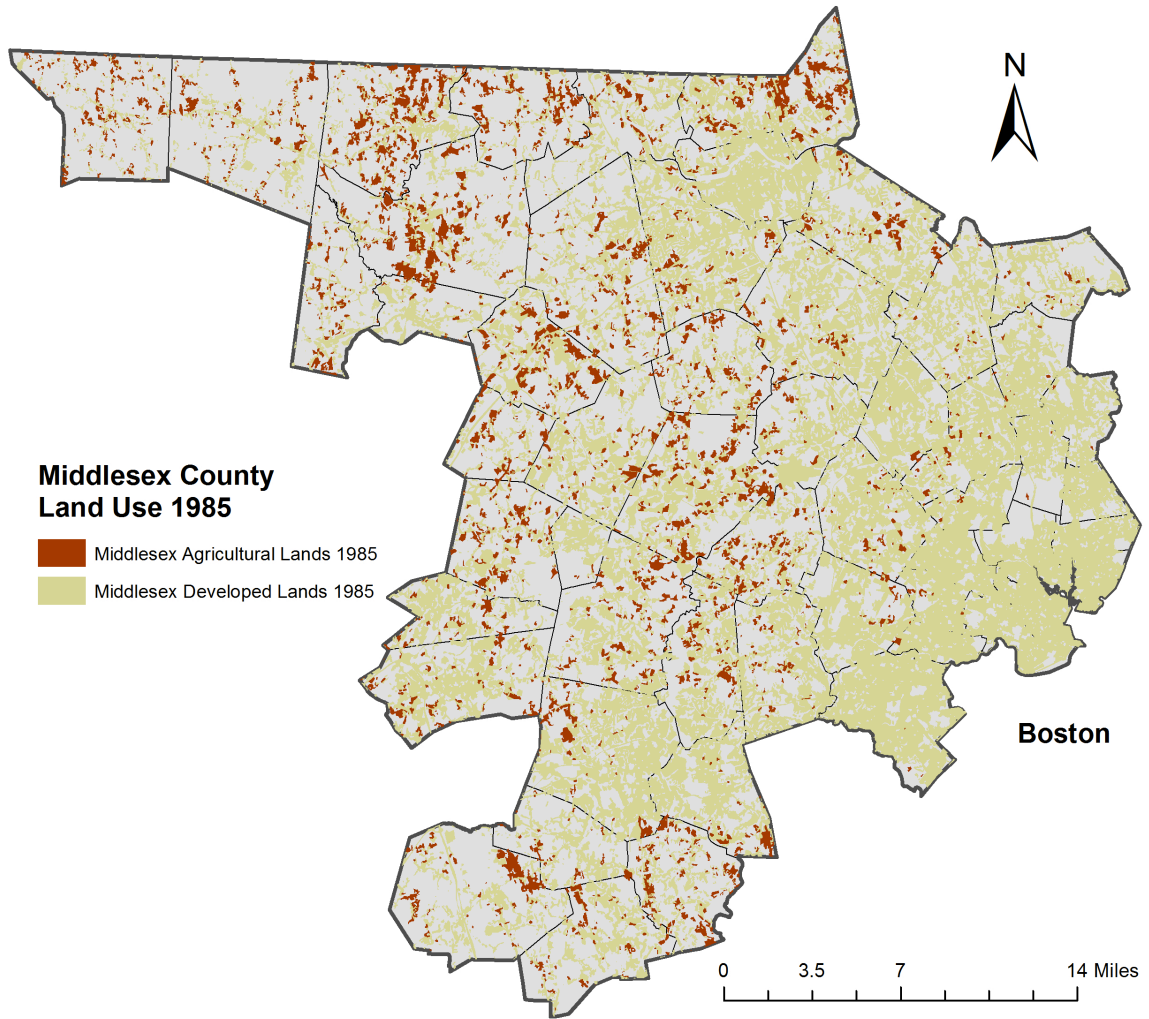 N
Middlesex County
Land Use 1985
Middlesex Agricultural Lands 1985
Middlesex Developed Lands 1985
Boston
0 3.5 7 14 Miles